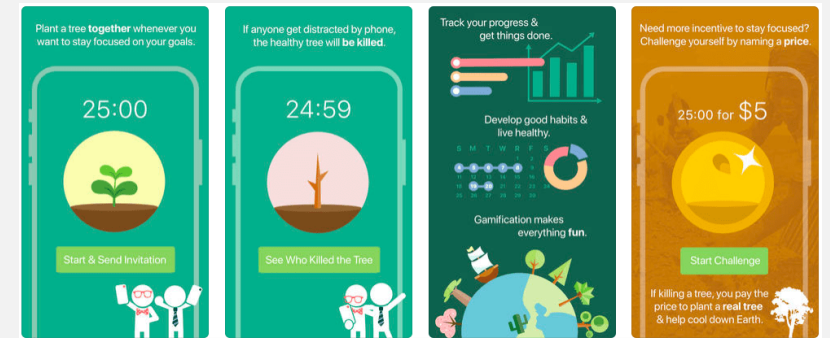 Plant a tree together whenever you
want to stay focused on your goals.
25:00
Start & Send Invitation
If anyone get distracted by phone,
the healthy tree will be killed.
24:59
See Who Killed the Tree
Track your progress &
get things done.
Develop good habits &
live healthy.
S M T W T F S
Gamification makes
everything fun.
Need more incentive to stay focused?
Challenge yourself by naming a price.
25:00 for $5
Start Challenge
If killing a tree, you pay the
price to plant a real tree
& help cool down Earth.